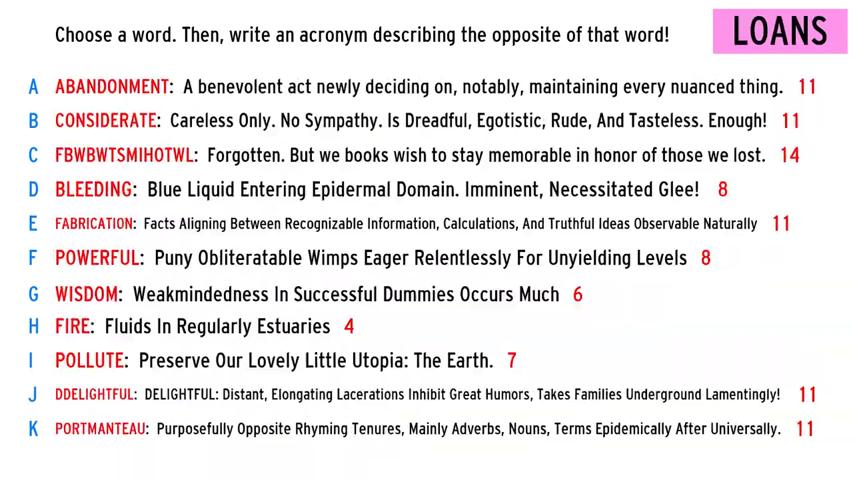 Choose a word. Then, write an acronym describing the opposite of that word!
LOANS
A ABANDONMENT: A benevolent act newly deciding on, notably, maintaining every nuanced thing. 11
B CONSIDERATE: Careless Only. No Sympathy. Is Dreadful, Egotistic, Rude, And Tasteless. Enough! 11
C FBWBWTSMIHOTWL: Forgotten. But we books wish to stay memorable in honor of those we lost. 14
D BLEEDING: Blue Liquid Entering Epidermal Domain. Imminent, Necessitated Glee! 8
E FABRICATION: Facts Aligning Between Recognizable Information, Calculations, And Truthful Ideas Observable Naturally 11
F POWERFUL: Puny Obliteratable Wimps Eager Relentlessly For Unyielding Levels 8
G WISDOM: Weakmindedness In Successful Dummies Occurs Much 6
H FIRE: Fluids In Regularly Estuaries 4
I POLLUTE: Preserve Our Lovely Little Utopia: The Earth. 7
J DDELIGHTFUL: DELIGHTFUL: Distant, Elongating Lacerations Inhibit Great Humors, Takes Families Underground Lamentingly! 11
K PORTMANTEAU: Purposefully Opposite Rhyming Tenures, Mainly Adverbs, Nouns, Terms Epidemically After Universally. 11